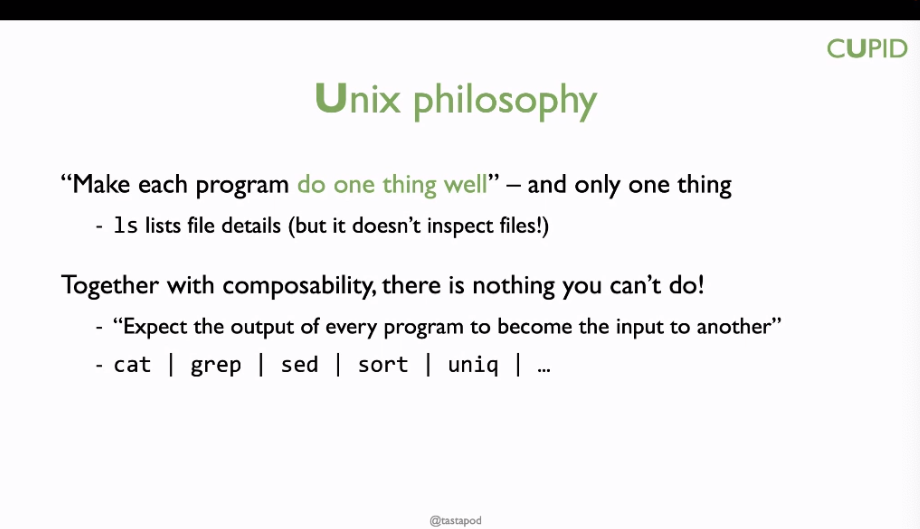 CUPID
Unix philosophy
“Make each program do one thing well” – and only one thing
- ls lists file details (but it doesn’t inspect files!)
Together with composability, there is nothing you can’t do!
- “Expect the output of every program to become the input to another”
- cat | grep | sed | sort | uniq | …
@tastapod